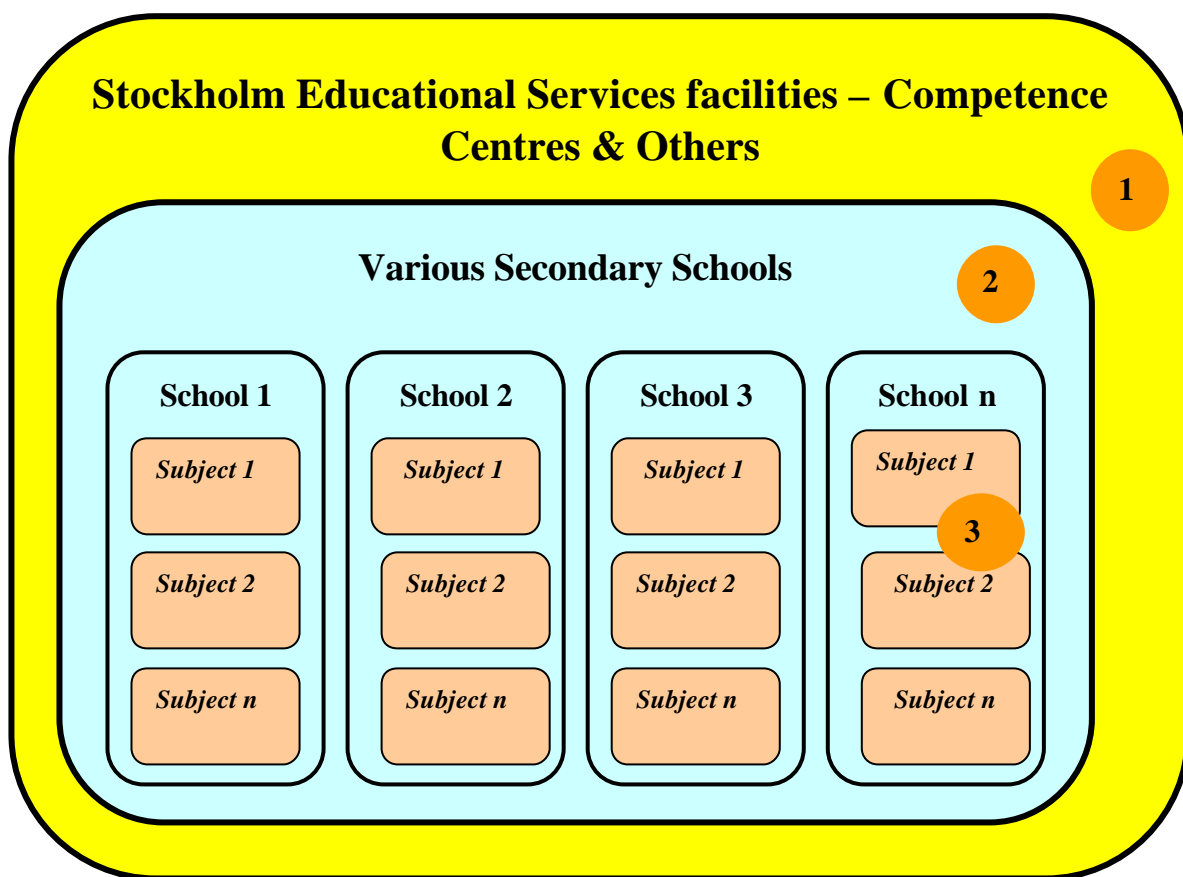 Stockholm Educational Services facilities – Competence
Centres & Others
1
Various Secondary Schools
2
School 1
School 2
School 3
School n
Subject 1
Subject 1
Subject 1
Subject 1
3
Subject 2
Subject 2
Subject 2
Subject 2
Subject n
Subject n
Subject n
Subject n